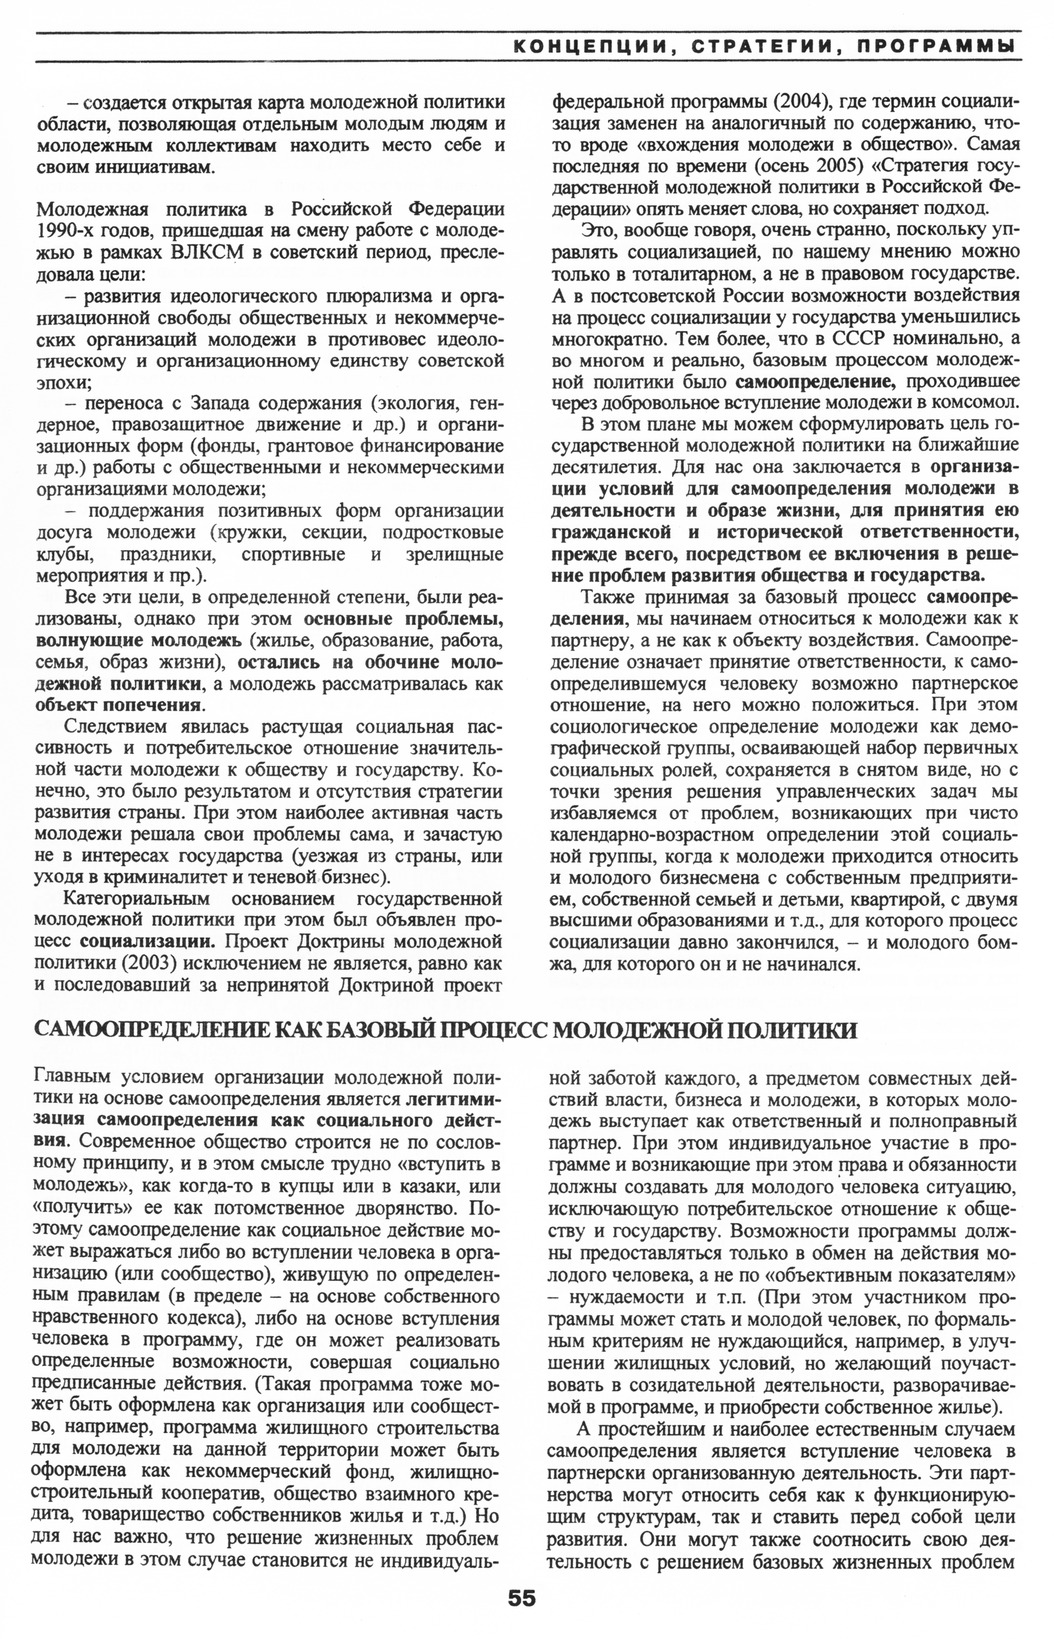 КОНЦЕПЦИИ, СТРАТЕГИИ, ПРОГРАММЫ
– создается открытая карта молодежной политики
области, позволяющая отдельным молодым людям и
молодежным коллективам находить место себе и
своим инициативам.
Молодежная политика в Российской Федерации
1990-х годов, пришедшая на смену работе с молоде-
жью в рамках ВЛКСМ в советский период, пресле-
довала цели:
– развития идеологического плюрализма и орга-
низационной свободы общественных и некоммерче-
ских организаций молодежи в противовес идеоло-
гическому и организационному единству советской
эпохи;
– переноса с Запада содержания (экология, ген-
дерное, правозащитное движение и др.) и органи-
зационных форм (фонды, грантовое финансирование
и др.) работы с общественными и некоммерческими
организациями молодежи;
– поддержания позитивных форм организации
досуга молодежи (кружки, секции, подростковые
клубы, праздники, спортивные и зрелищные
мероприятия и пр.).
Все эти цели, в определенной степени, были реа-
лизованы, однако при этом основные проблемы,
волнующие молодежь (жилье, образование, работа,
семья, образ жизни), остались на обочине моло-
дежной политики, а молодежь рассматривалась как
объект попечения.
Следствием явилась растущая социальная пас-
сивность и потребительское отношение значитель-
ной части молодежи к обществу и государству. Ко-
нечно, это было результатом и отсутствия стратегии
развития страны. При этом наиболее активная часть
молодежи решала свои проблемы сама, и зачастую
не в интересах государства (уезжая из страны, или
уходя в криминалитет и теневой бизнес).
Категориальным основанием государственной
молодежной политики при этом был объявлен про-
цесс социализации. Проект Доктрины молодежной
политики (2003) исключением не является, равно как
и последовавший за непринятой Доктриной проект
федеральной программы (2004), где термин социали-
зация заменен на аналогичный по содержанию, что-
то вроде «вхождения молодежи в общество». Самая
последняя по времени (осень 2005) «Стратегия госу-
дарственной молодежной политики в Российской Фе-
дерации» опять меняет слова, но сохраняет подход.
Это, вообще говоря, очень странно, поскольку уп-
равлять социализацией, по нашему мнению можно
только в тоталитарном, а не в правовом государстве.
А в постсоветской России возможности воздействия
на процесс социализации у государства уменьшились
многократно. Тем более, что в СССР номинально, а
во многом и реально, базовым процессом молодеж-
ной политики было самоопределение, проходившее
через добровольное вступление молодежи в комсомол.
В этом плане мы можем сформулировать цель го-
сударственной молодежной политики на ближайшие
десятилетия. Для нас она заключается в организа-
ции условий для самоопределения молодежи в
деятельности и образе жизни, для принятия ею
гражданской и исторической ответственности,
прежде всего, посредством ее включения в реше-
ние проблем развития общества и государства.
Также принимая за базовый процесс самоопре-
деления, мы начинаем относиться к молодежи как к
партнеру, а не как к объекту воздействия. Самоопре-
деление означает принятие ответственности, к само-
определившемуся человеку возможно партнерское
отношение, на него можно положиться. При этом
социологическое определение молодежи как демо-
графической группы, осваивающей набор первичных
социальных ролей, сохраняется в снятом виде, но с
точки зрения решения управленческих задач мы
избавляемся от проблем, возникающих при чисто
календарно-возрастном определении этой социаль-
ной группы, когда к молодежи приходится относить
и молодого бизнесмена с собственным предприяти-
ем, собственной семьей и детьми, квартирой, с двумя
высшими образованиями и т.д., для которого процесс
социализации давно закончился, – и молодого бом-
жа, для которого он и не начинался.
САМООПРЕДЕЛЕНИЕ КАК БАЗОВЫЙ ПРОЦЕСС МОЛОДЕЖНОЙ ПОЛИТИКИ
Главным условием организации молодежной поли-
тики на основе самоопределения является легитими-
зация самоопределения как социального дейст-
вия. Современное общество строится не по сослов-
ному принципу, и в этом смысле трудно «вступить в
молодежь», как когда-то в купцы или в казаки, или
«получить» ее как потомственное дворянство. По-
этому самоопределение как социальное действие мо-
жет выражаться либо во вступлении человека в орга-
низацию (или сообщество), живущую по определен-
ным правилам (в пределе – на основе собственного
нравственного кодекса), либо на основе вступления
человека в программу, где он может реализовать
определенные возможности, совершая социально
предписанные действия. (Такая программа тоже мо-
жет быть оформлена как организация или сообщест-
во, например, программа жилищного строительства
для молодежи на данной территории может быть
оформлена как некоммерческий фонд, жилищно-
строительный кооператив, общество взаимного кре-
дита, товарищество собственников жилья и т.д.) Но
для нас важно, что решение жизненных проблем
молодежи в этом случае становится не индивидуаль-
ной заботой каждого, а предметом совместных дей-
ствий власти, бизнеса и молодежи, в которых моло-
дежь выступает как ответственный и полноправный
партнер. При этом индивидуальное участие в про-
грамме и возникающие при этом права и обязанности
должны создавать для молодого человека ситуацию,
исключающую потребительское отношение к обще-
ству и государству. Возможности программы долж-
ны предоставляться только в обмен на действия мо-
лодого человека, а не по «объективным показателям»
– нуждаемости и т.п. (При этом участником про-
граммы может стать и молодой человек, по формаль-
ным критериям не нуждающийся, например, в улуч-
шении жилищных условий, но желающий поучаст-
вовать в созидательной деятельности, разворачивае-
мой в программе, и приобрести собственное жилье).
А простейшим и наиболее естественным случаем
самоопределения является вступление человека в
партнерски организованную деятельность. Эти парт-
нерства могут относить себя как к функционирую-
щим структурам, так и ставить перед собой цели
развития. Они могут также соотносить свою дея-
тельность с решением базовых жизненных проблем
55